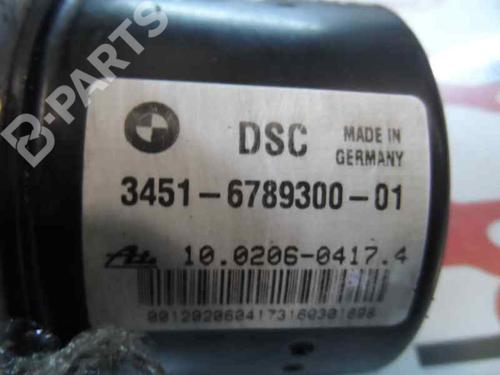 B-PARTS
DSC
MADE IN
GERMANY
3451-6789300-01
10.0206-0417.4